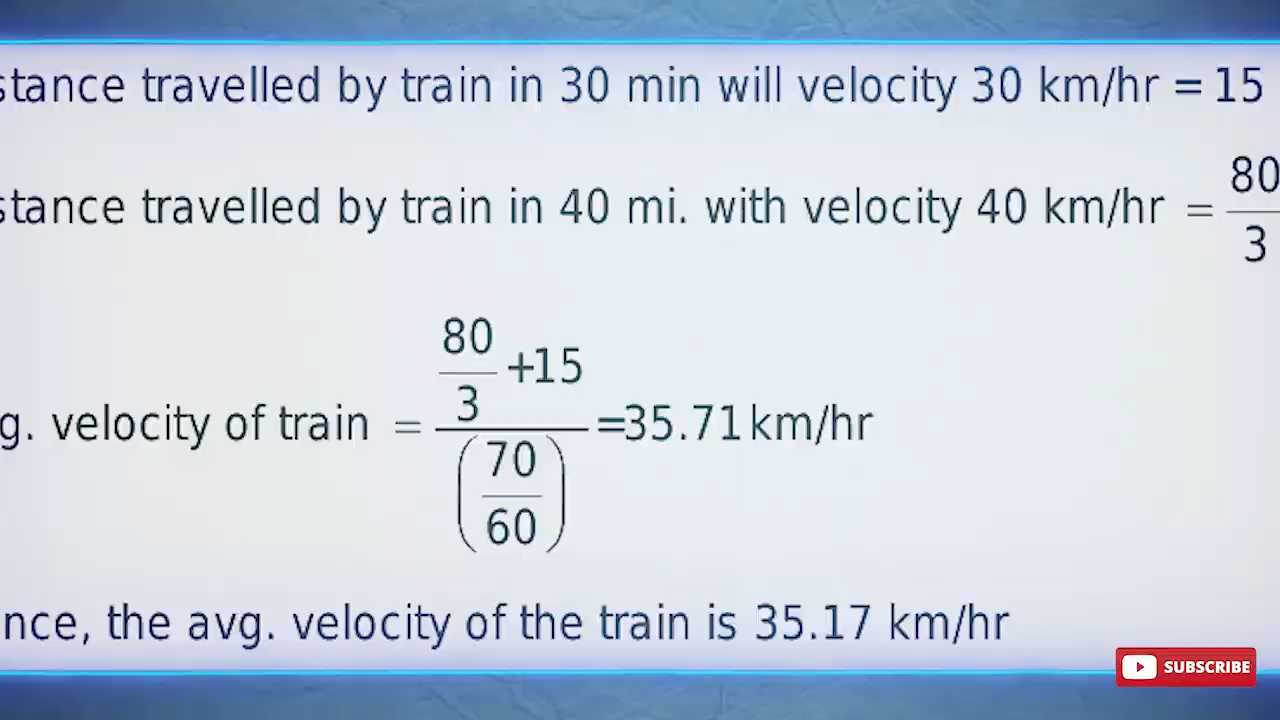 stance travelled by train in 30 min will velocity 30 km/hr = 15
stance travelled by train in 40 mi. with velocity 40 km/hr = 80/3
g. velocity of train = (80/3 +15)/(70/60) =35.71 km/hr
nce, the avg. velocity of the train is 35.17 km/hr
SUBSCRIBE